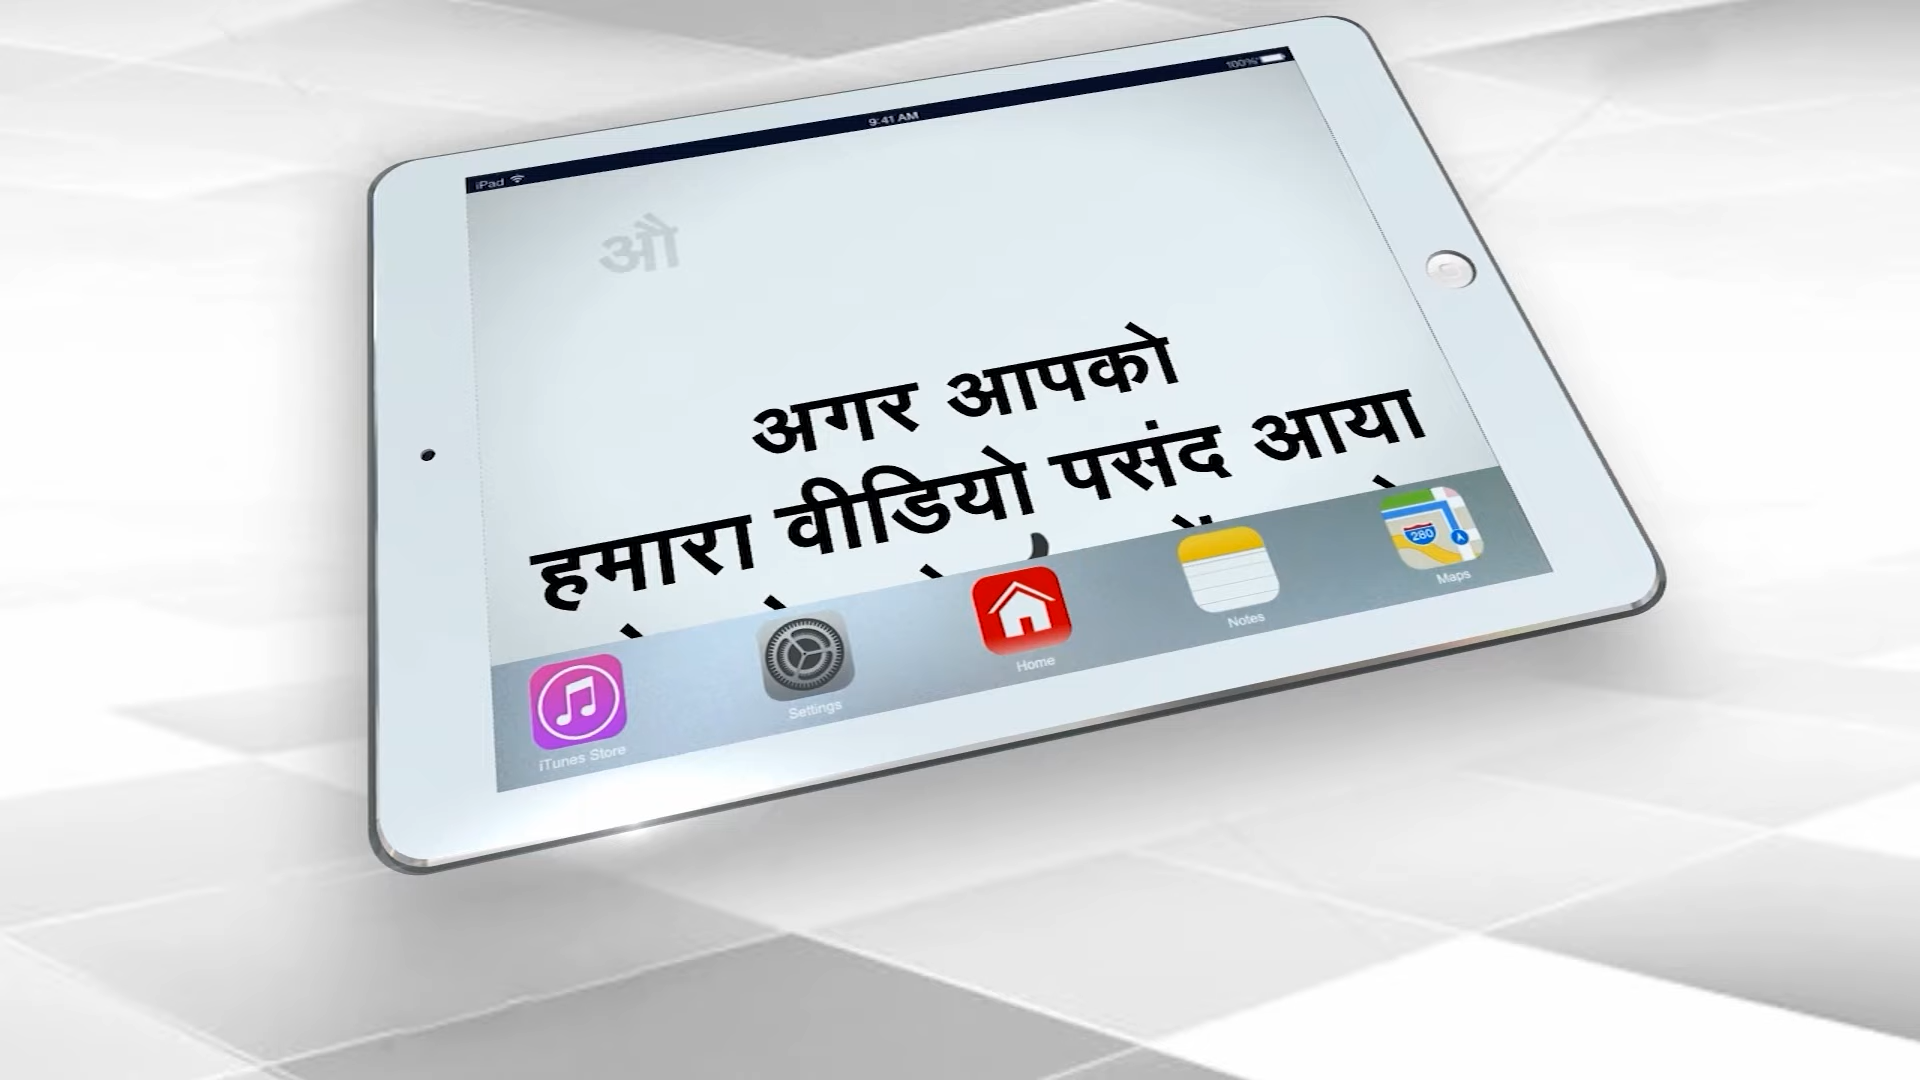 iPad
9:41 AM
100%
औ
अगर आपको
हमारा वीडियो पसंद आया
280
iTunes Store
Settings
Home
Notes
Maps